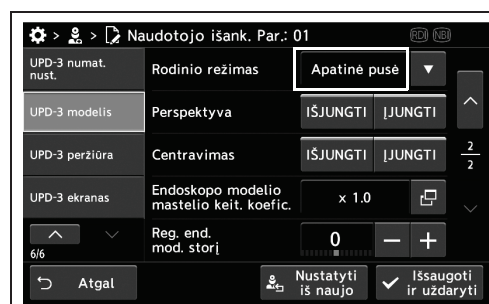 > > Naudotojo išank. Par.: 01 RDI NBI
UPD-3 numat. nust.
UPD-3 modelis
UPD-3 peržiūra
UPD-3 ekranas
6/6
Rodinio režimas Apatinė pusė
Perspektyva IŠJUNGTI ĮJUNGTI
Centravimas IŠJUNGTI ĮJUNGTI
Endoskopo modelio
mastelio keit. koefic. × 1.0
Reg. end.
mod. storį 0 − +
2
2
Atgal
Nustatyti
iš naujo
Išsaugoti
ir uždaryti